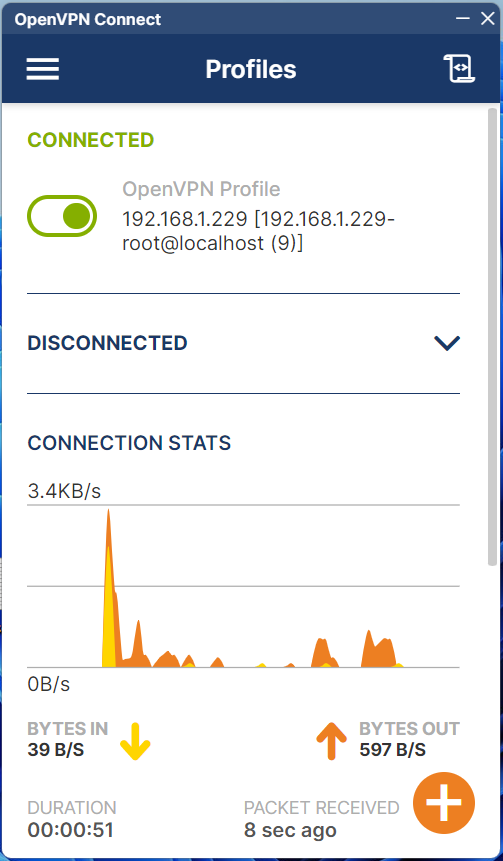 OpenVPN Connect
Profiles
CONNECTED
OpenVPN Profile
192.168.1.229 [192.168.1.229-
root@localhost (9)]
DISCONNECTED
CONNECTION STATS
3.4KB/s
0B/s
BYTES IN
39 B/S
BYTES OUT
597 B/S
DURATION
00:00:51
PACKET RECEIVED
8 sec ago